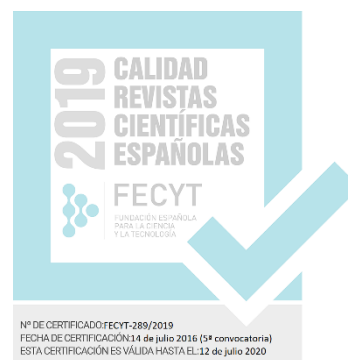 2019
CALIDAD
REVISTAS
CIENTÍFICAS
ESPAÑOLAS
FECYT
FUNDACIÓN ESPAÑOLA
PARA LA CIENCIA
Y LA TECNOLOGÍA
Nº DE CERTIFICADO:FECYT-289/2019
FECHA DE CERTIFICACIÓN:14 de julio 2016 (5ª convocatoria)
ESTA CERTIFICACIÓN ES VÁLIDA HASTA EL:12 de julio 2020